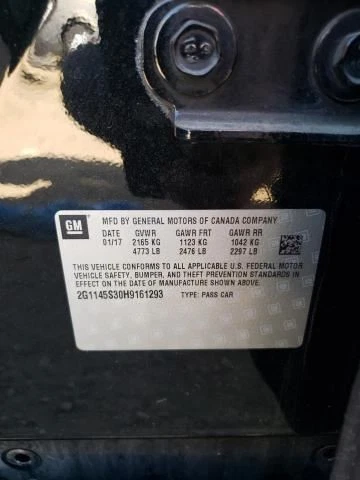 GM
MFD BY GENERAL MOTORS OF CANADA COMPANY
DATE GVWR GAWR FRT GAWR RR
01/17 2165 KG 1123 KG 1042 KG
4773 LB 2476 LB 2297 LB
THIS VEHICLE CONFORMS TO ALL APPLICABLE U.S. FEDERAL MOTOR
VEHICLE SAFETY, BUMPER, AND THEFT PREVENTION STANDARDS
IN EFFECT ON THE DATE OF MANUFACTURE SHOWN ABOVE.
2G1145S30H9161293 TYPE: PASS CAR